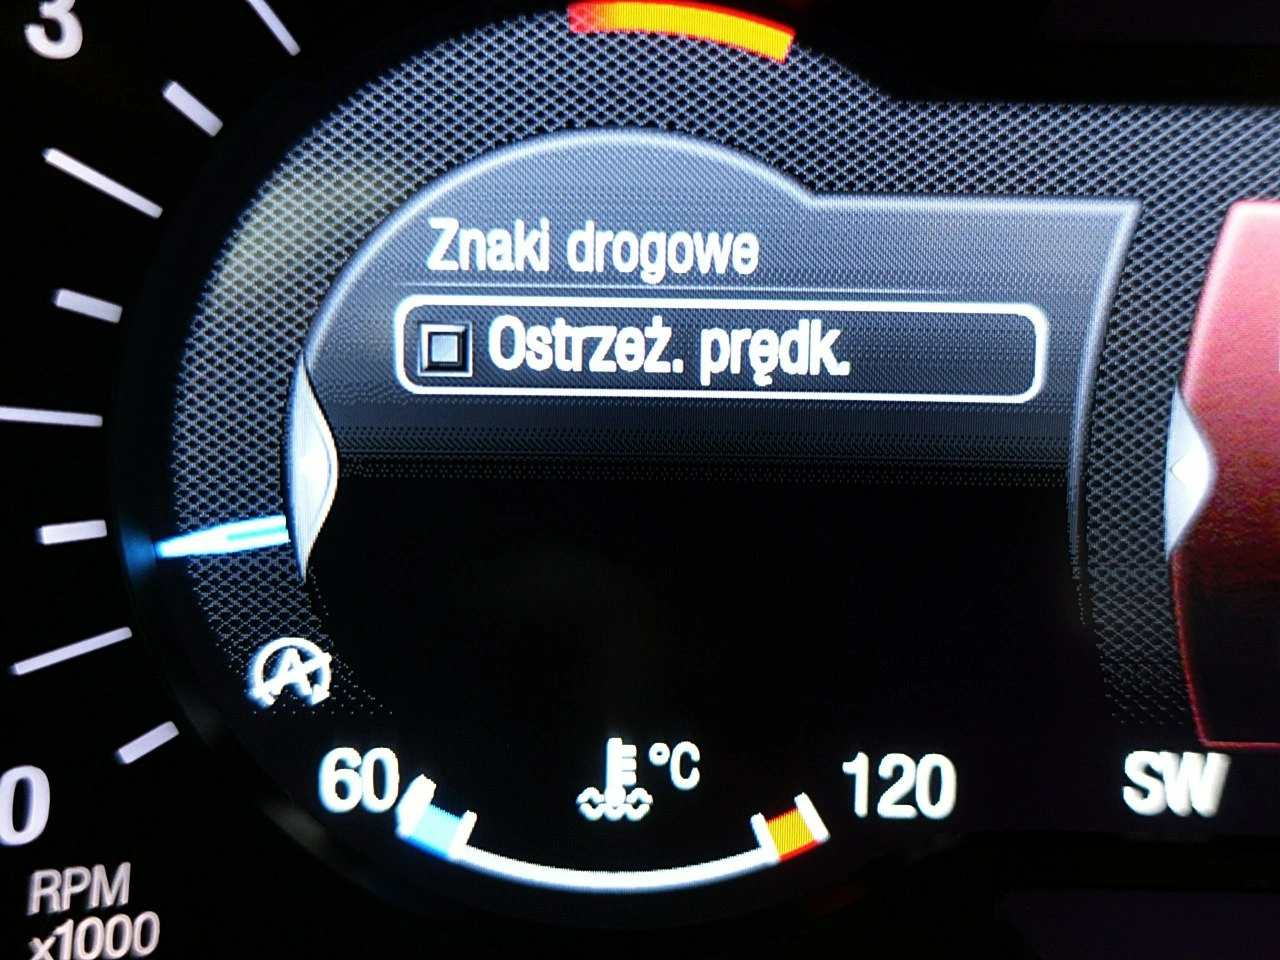 3
Znaki drogowe
Ostrzeż. prędk.
A
60
°C
120
SW
0
RPM
x1000